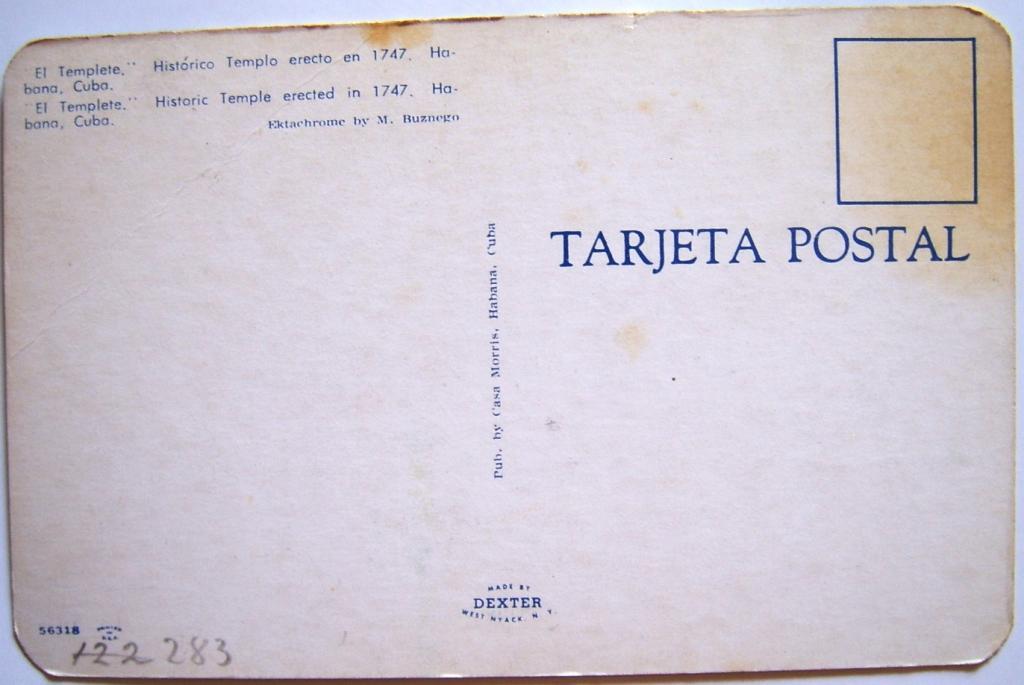 "El Templete." Histórico Templo erecto en 1747. Ha-
bana, Cuba.
"El Templete." Historic Temple erected in 1747. Ha-
bana, Cuba.
Ektachrome by M. Buznego
TARJETA POSTAL
Pub. by Casa Morris, Habana, Cuba
MADE BY
DEXTER
WEST NYACK, N. Y.
56318
PRINTED
IN
U.S.A.
122 283